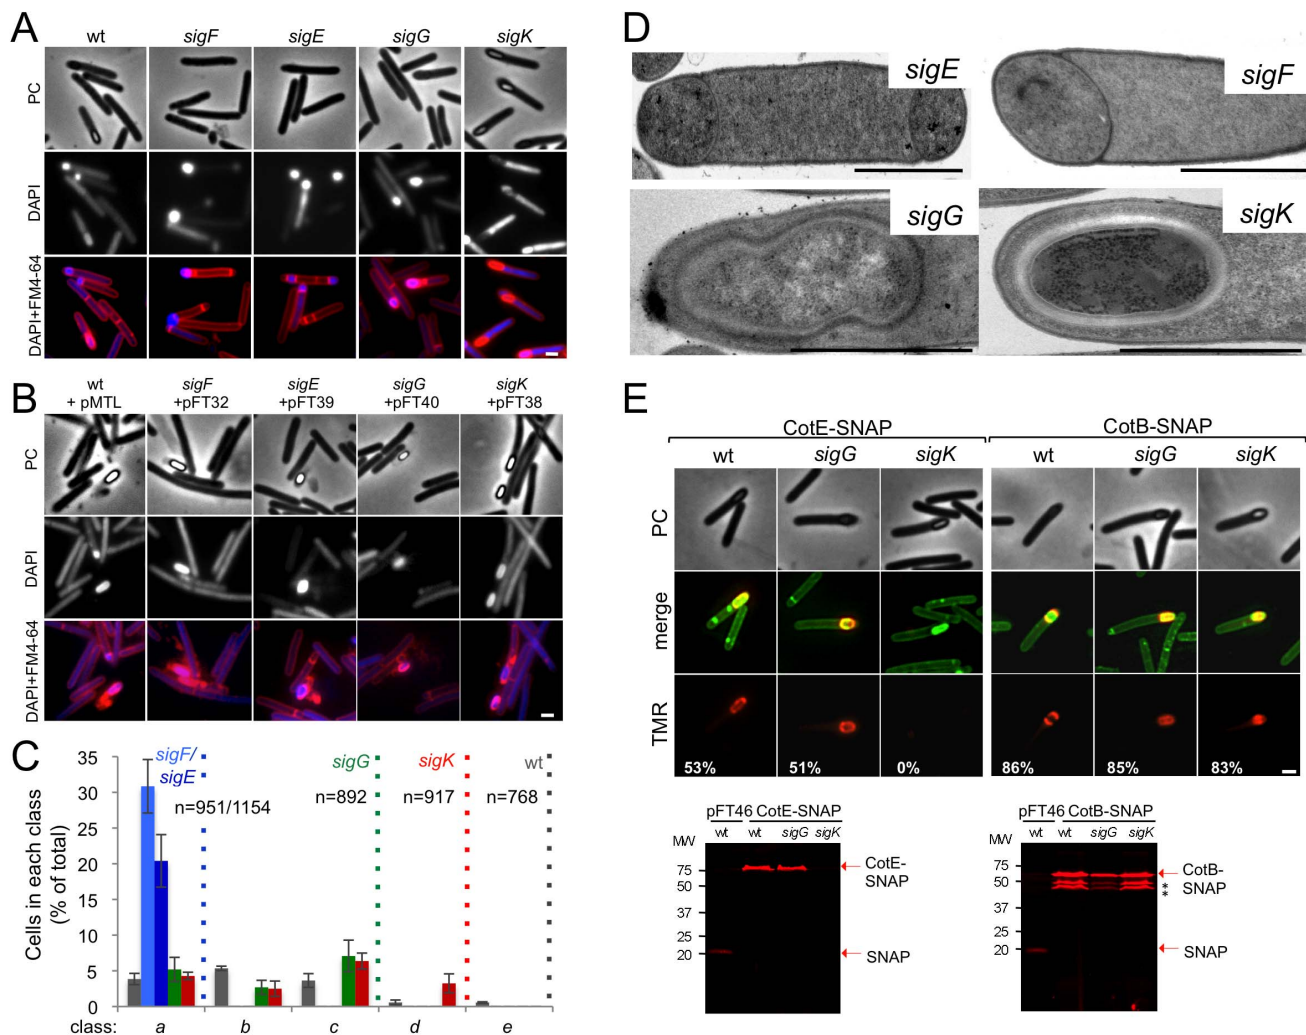 A
wt sigF sigE sigG sigK
PC
DAPI
DAPI+FM4-64
B
wt sigF sigE sigG sigK
+ pMTL +pFT32 +pFT39 +pFT40 +pFT38
PC
DAPI
DAPI+FM4-64
C
Cells in each class
(% of total)
35
30
25
20
15
10
5
0
sigF/
sigE
n=951/1154
sigG
n=892
sigK
n=917
wt
n=768
class: a b c d e
D
sigE
sigF
sigG
sigK
E
CotE-SNAP CotB-SNAP
wt sigG sigK wt sigG sigK
PC
merge
TMR
53% 51% 0% 86% 85% 83%
pFT46 CotE-SNAP
wt wt sigG sigK
MW
75
50
37
25
20
CotE-
SNAP
SNAP
pFT46 CotB-SNAP
wt wt sigG sigK
MW
75
50
37
25
20
CotB-
SNAP
*
*
SNAP